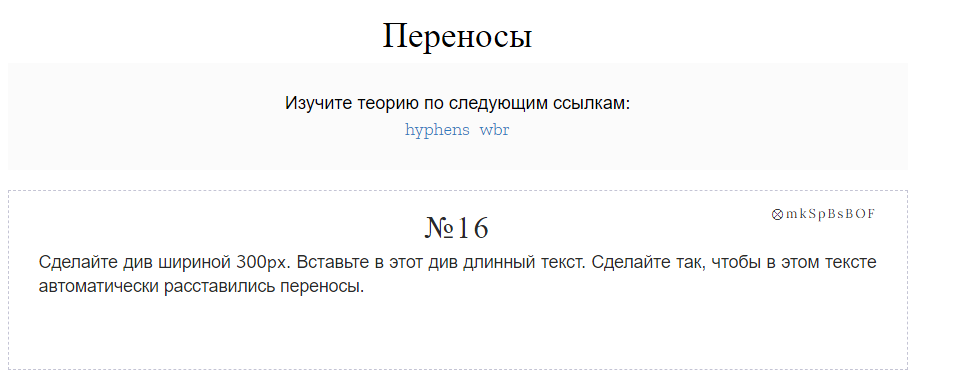 Переносы
Изучите теорию по следующим ссылкам:
hyphens wbr
⊗mkSpBsBOF
№16
Сделайте див шириной 300px. Вставьте в этот див длинный текст. Сделайте так, чтобы в этом тексте
автоматически расставились переносы.